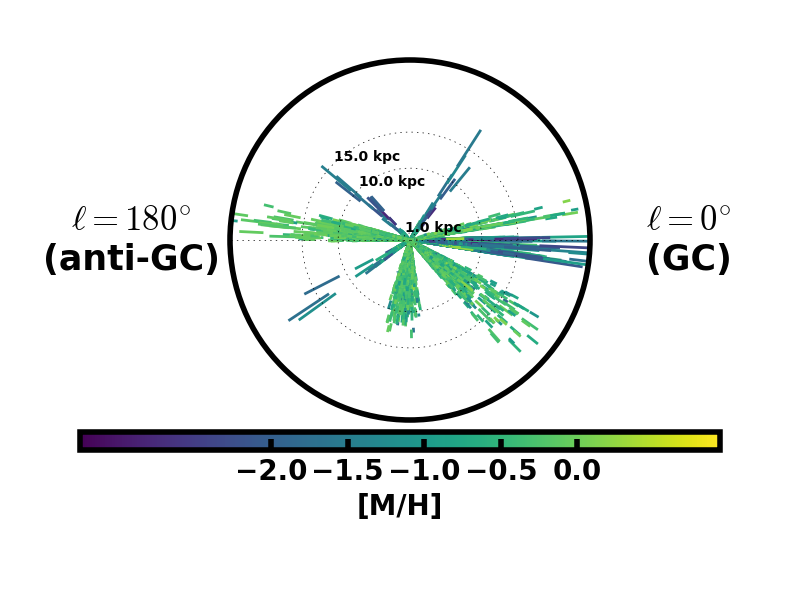 15.0 kpc
10.0 kpc
1.0 kpc
ℓ = 180°
(anti-GC)
ℓ = 0°
(GC)
−2.0 −1.5 −1.0 −0.5 0.0
[M/H]